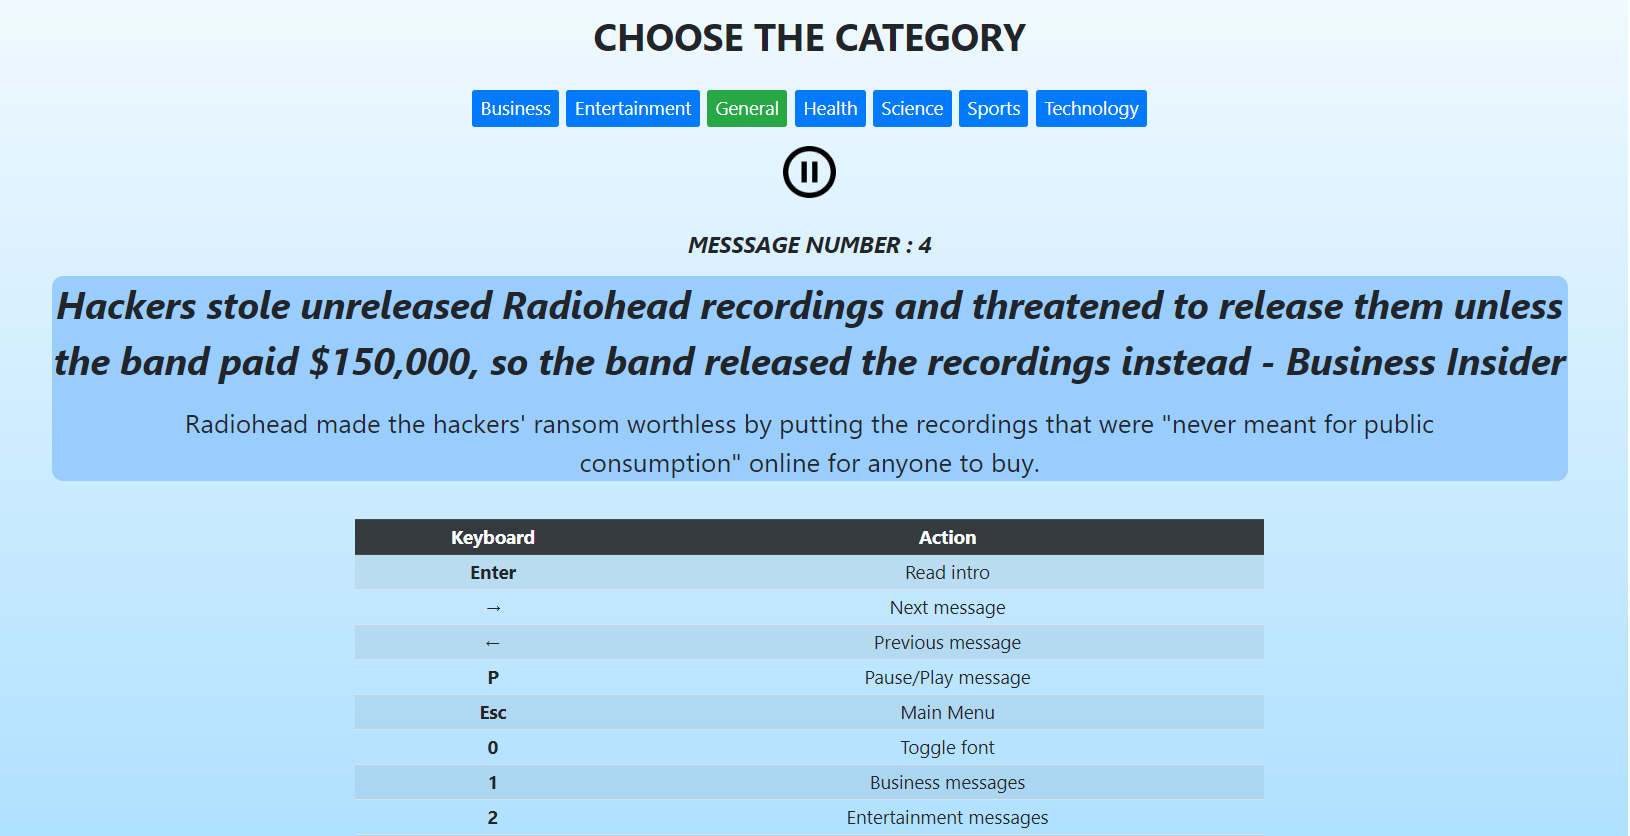 CHOOSE THE CATEGORY
Business Entertainment General Health Science Sports Technology
MESSSAGE NUMBER : 4
Hackers stole unreleased Radiohead recordings and threatened to release them unless
the band paid $150,000, so the band released the recordings instead - Business Insider
Radiohead made the hackers' ransom worthless by putting the recordings that were "never meant for public
consumption" online for anyone to buy.
Keyboard Action
Enter Read intro
→ Next message
← Previous message
P Pause/Play message
Esc Main Menu
0 Toggle font
1 Business messages
2 Entertainment messages